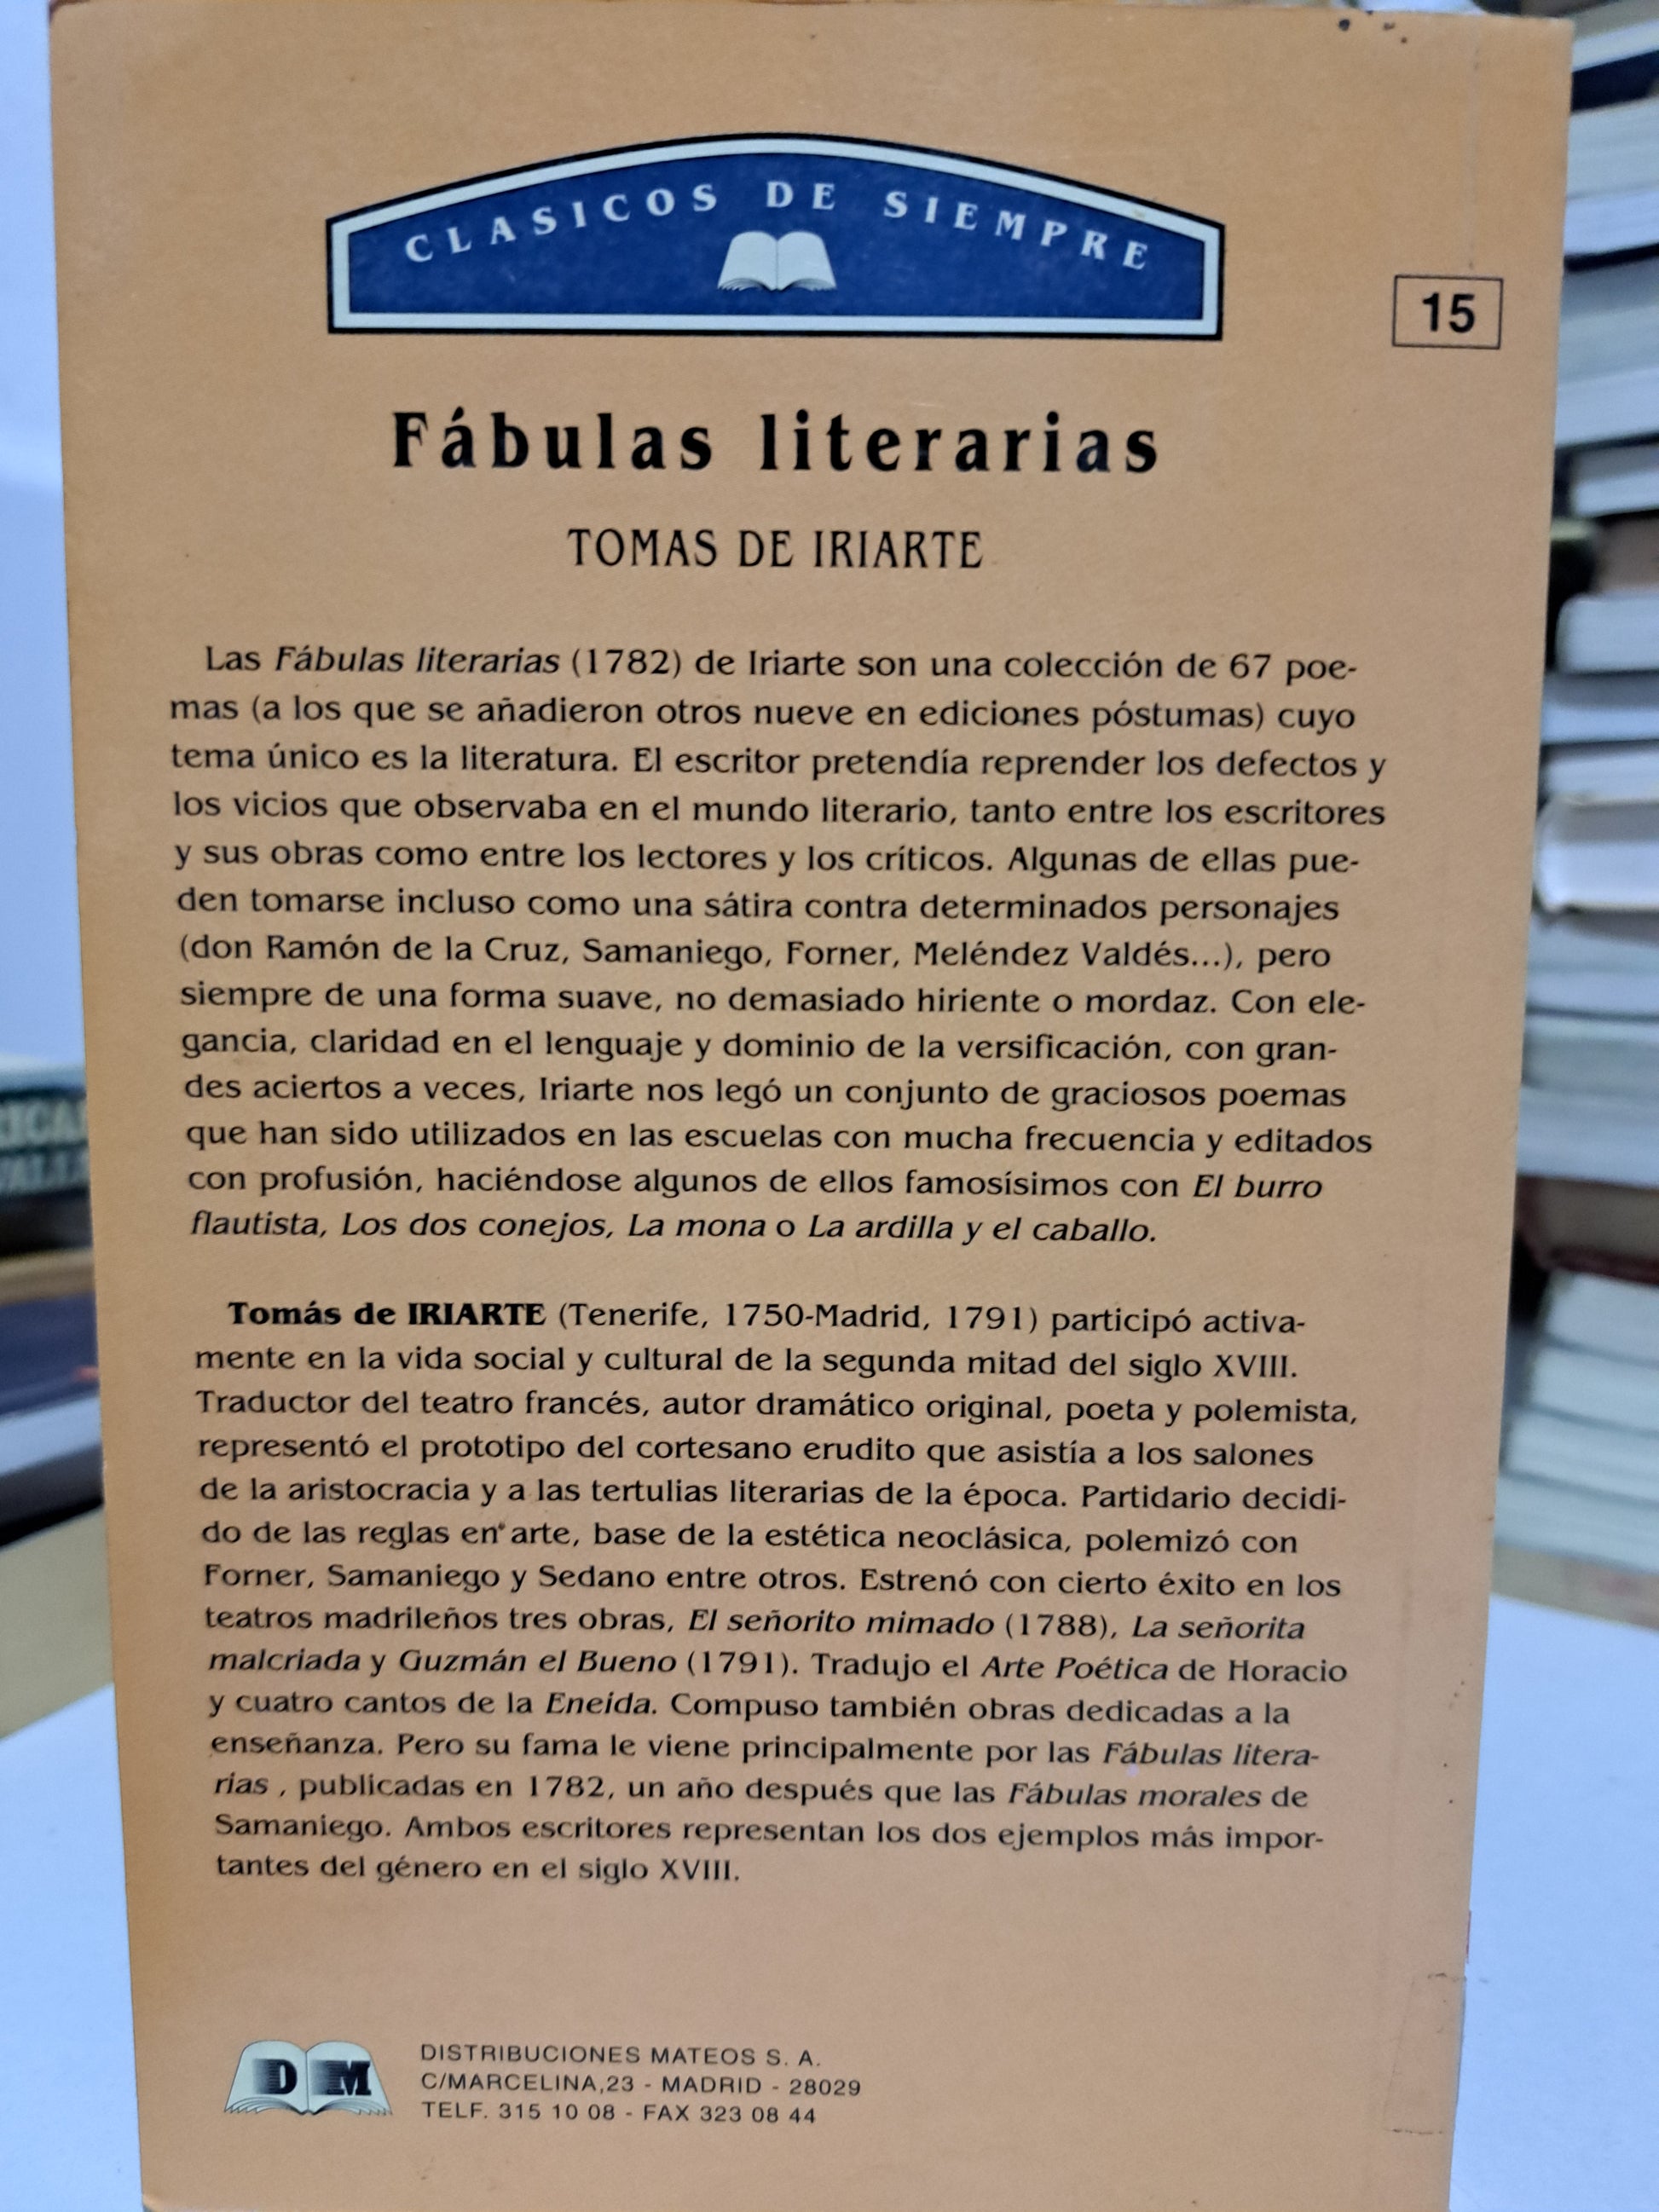 CLASICOS DE SIEMPRE
15
Fábulas literarias
TOMAS DE IRIARTE
Las Fábulas literarias (1782) de Iriarte son una colección de 67 poe-
mas (a los que se añadieron otros nueve en ediciones póstumas) cuyo
tema único es la literatura. El escritor pretendía reprender los defectos y
los vicios que observaba en el mundo literario, tanto entre los escritores
y sus obras como entre los lectores y los críticos. Algunas de ellas pue-
den tomarse incluso como una sátira contra determinados personajes
(don Ramón de la Cruz, Samaniego, Forner, Meléndez Valdés...), pero
siempre de una forma suave, no demasiado hiriente o mordaz. Con ele-
gancia, claridad en el lenguaje y dominio de la versificación, con gran-
des aciertos a veces, Iriarte nos legó un conjunto de graciosos poemas
que han sido utilizados en las escuelas con mucha frecuencia y editados
con profusión, haciéndose algunos de ellos famosísimos con El burro
flautista, Los dos conejos, La mona o La ardilla y el caballo.
Tomás de IRIARTE (Tenerife, 1750-Madrid, 1791) participó activa-
mente en la vida social y cultural de la segunda mitad del siglo XVIII.
Traductor del teatro francés, autor dramático original, poeta y polemista,
representó el prototipo del cortesano erudito que asistía a los salones
de la aristocracia y a las tertulias literarias de la época. Partidario decidi-
do de las reglas en arte, base de la estética neoclásica, polemizó con
Forner, Samaniego y Sedano entre otros. Estrenó con cierto éxito en los
teatros madrileños tres obras, El señorito mimado (1788), La señorita
malcriada y Guzmán el Bueno (1791). Tradujo el Arte Poética de Horacio
y cuatro cantos de la Eneida. Compuso también obras dedicadas a la
enseñanza. Pero su fama le viene principalmente por las Fábulas litera-
rias , publicadas en 1782, un año después que las Fábulas morales de
Samaniego. Ambos escritores representan los dos ejemplos más impor-
tantes del género en el siglo XVIII.
DM
DISTRIBUCIONES MATEOS S. A.
C/MARCELINA,23 - MADRID - 28029
TELF. 315 10 08 - FAX 323 08 44